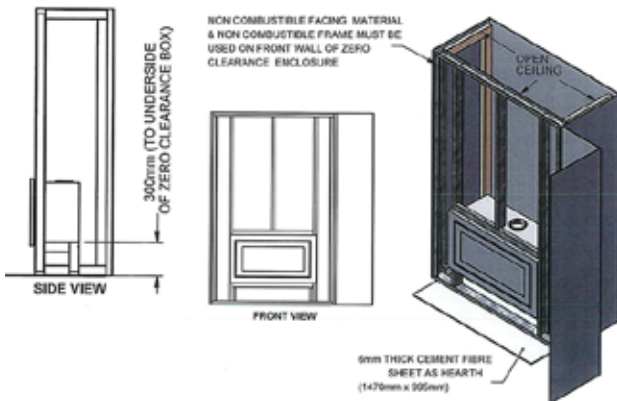 NON COMBUSTIBLE FACING MATERIAL
& NON COMBUSTIBLE FRAME MUST BE
USED ON FRONT WALL OF ZERO
CLEARANCE ENCLOSURE
OPEN
CEILING
300mm (TO UNDERSIDE
OF ZERO CLEARANCE BOX)
SIDE VIEW
FRONT VIEW
6mm THICK CEMENT FIBRE
SHEET AS HEARTH
(1470mm x